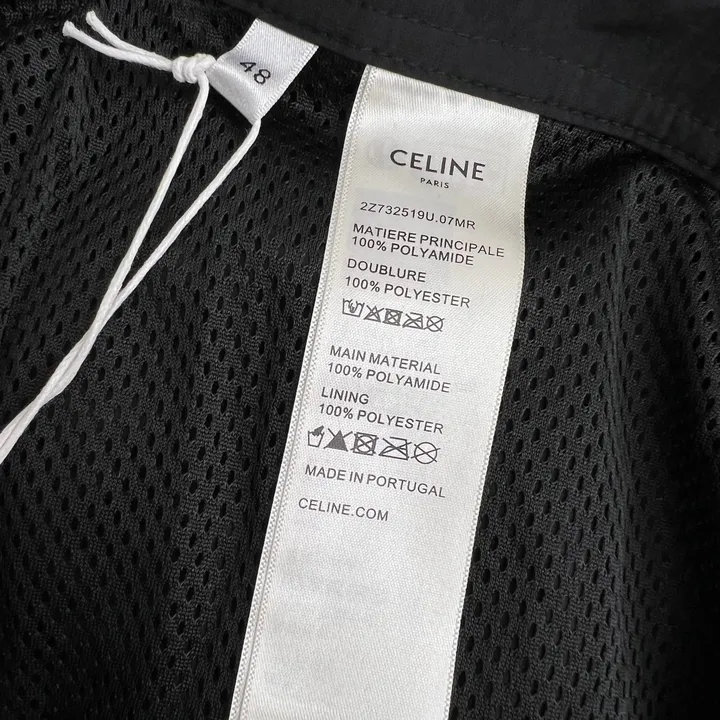 48
CELINE
PARIS
2Z732519U.07MR
MATIERE PRINCIPALE
100% POLYAMIDE
DOUBLURE
100% POLYESTER
MAIN MATERIAL
100% POLYAMIDE
LINING
100% POLYESTER
MADE IN PORTUGAL
CELINE.COM